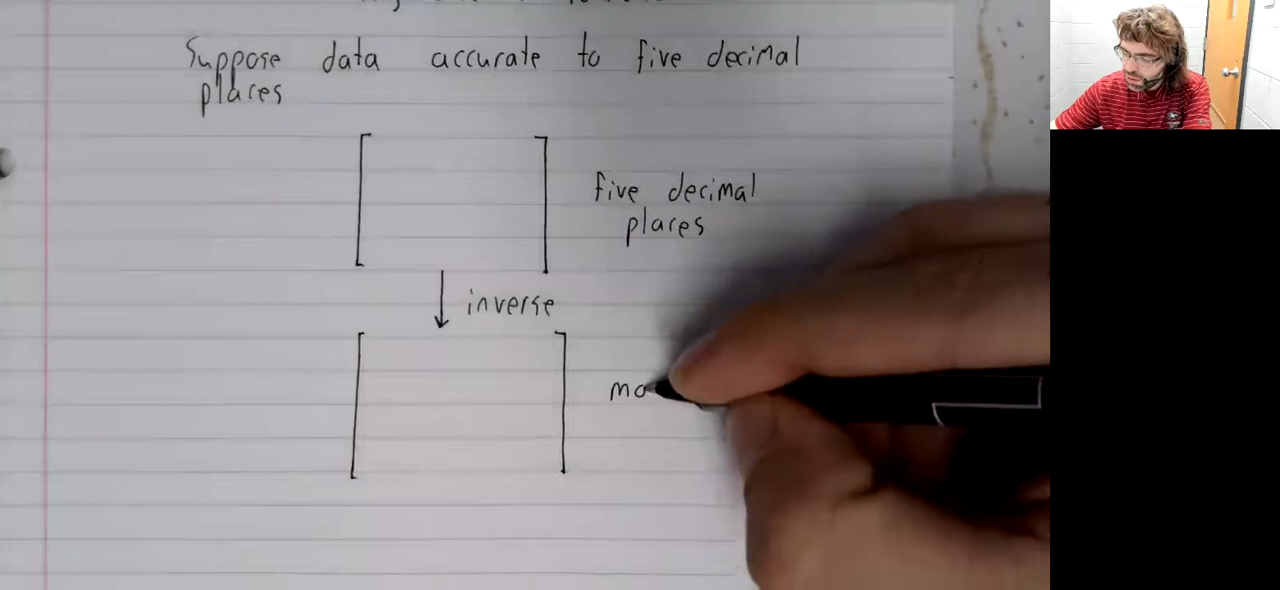 Suppose data accurate to five decimal
places
five decimal
places
inverse
mo